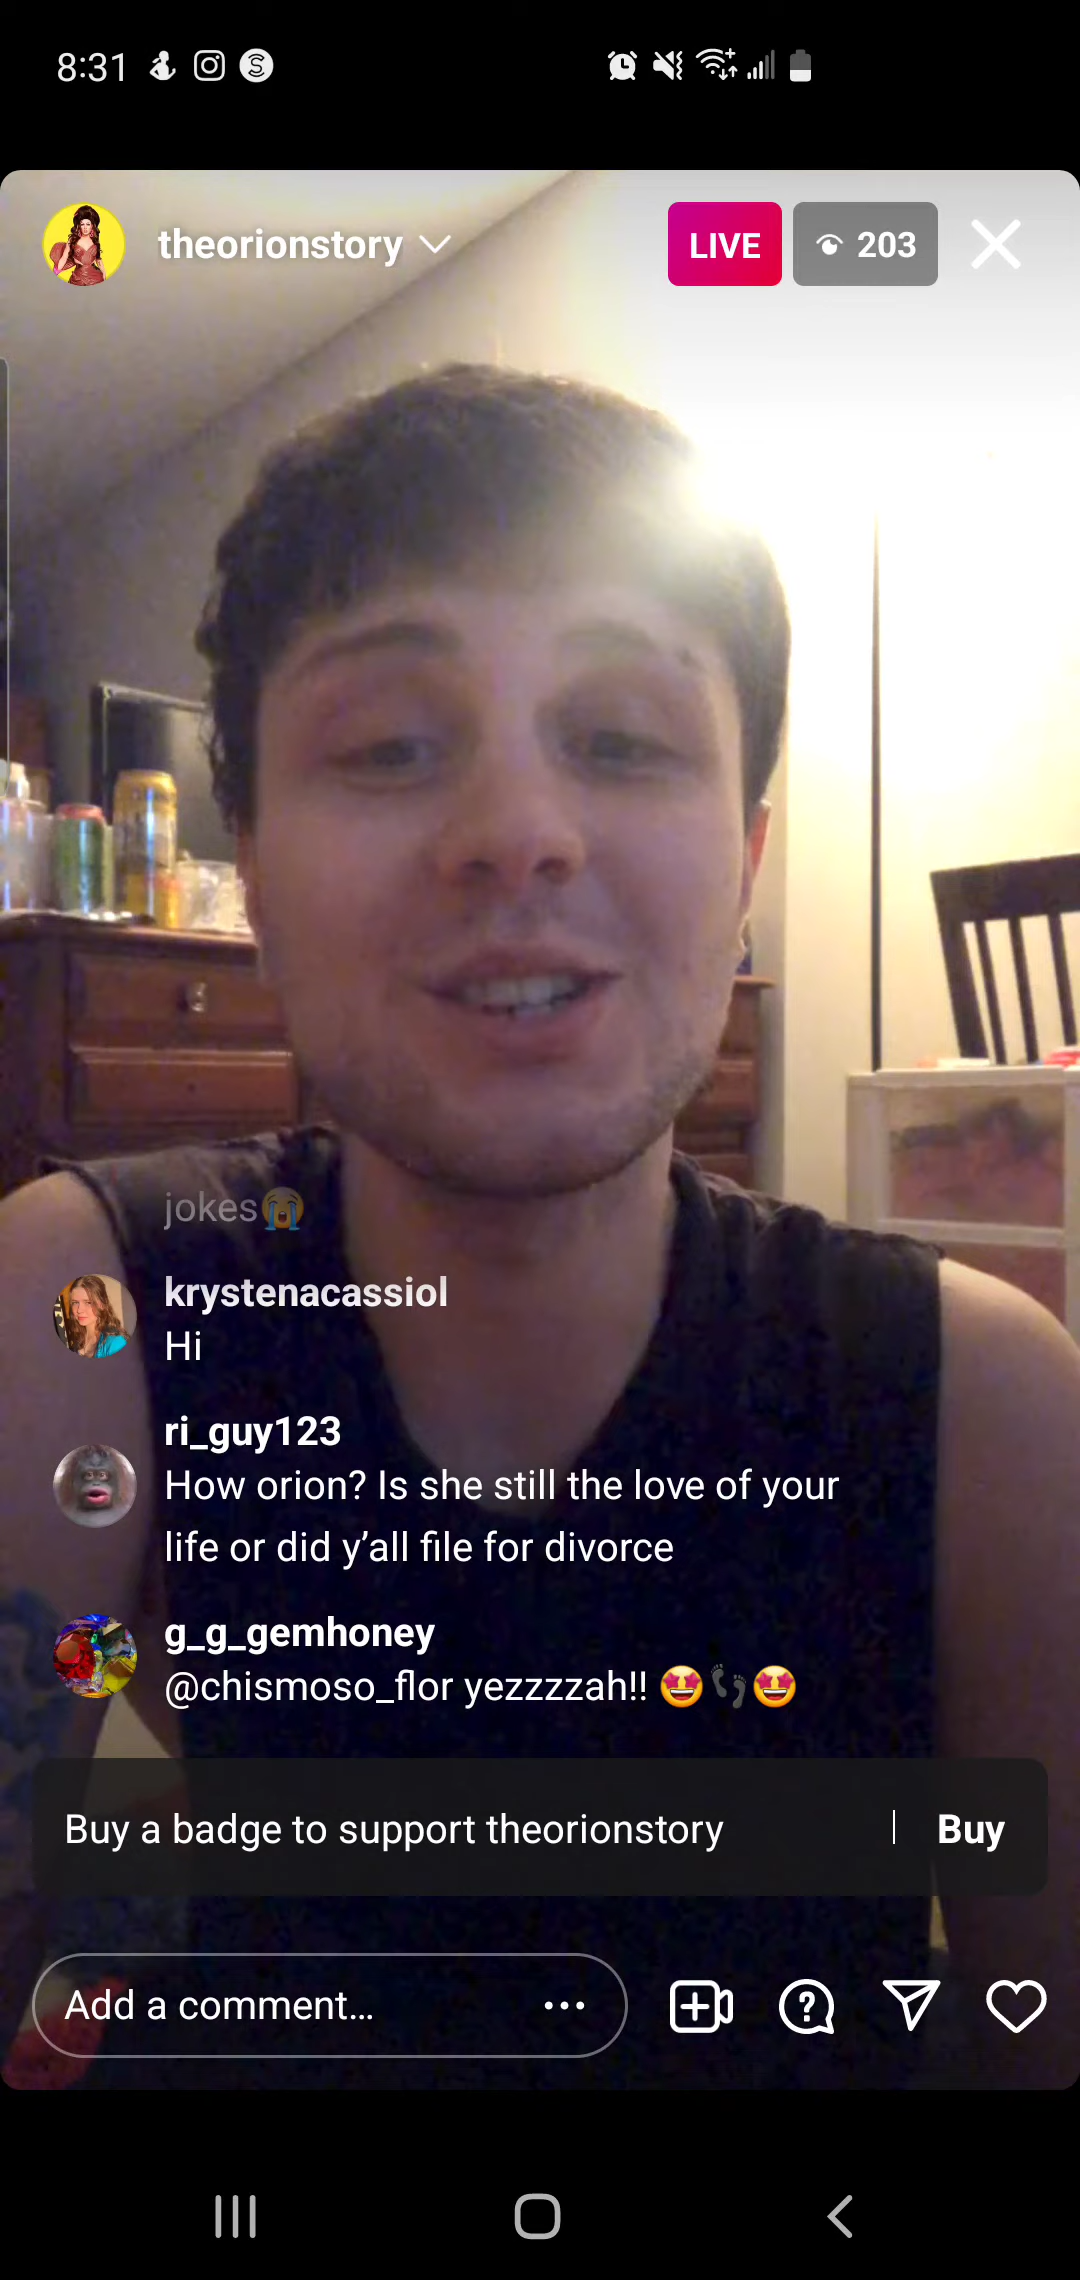 8:31
theorionstory
LIVE
203
jokes😭
krystenacassiol
Hi
ri_guy123
How orion? Is she still the love of your
life or did y’all file for divorce
g_g_gemhoney
@chismoso_flor yezzzzah!! 🤩👣🤩
Buy a badge to support theorionstory | Buy
Add a comment...